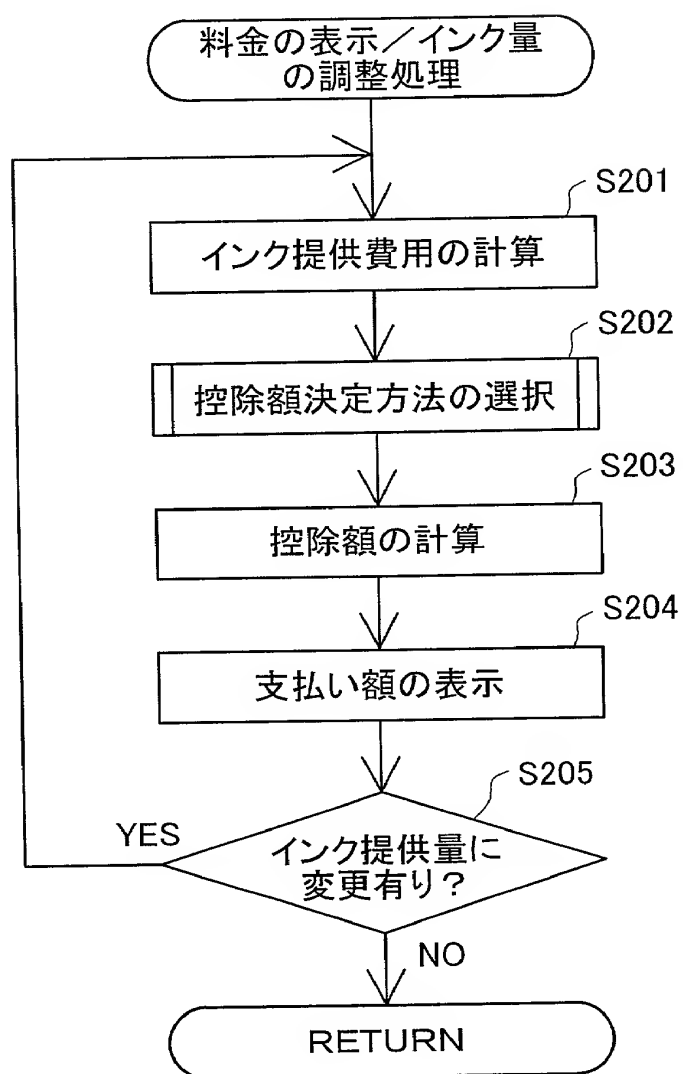 料金の表示／インク量
の調整処理
S201
インク提供費用の計算
S202
控除額決定方法の選択
S203
控除額の計算
S204
支払い額の表示
S205
YES
インク提供量に
変更有り？
NO
RETURN